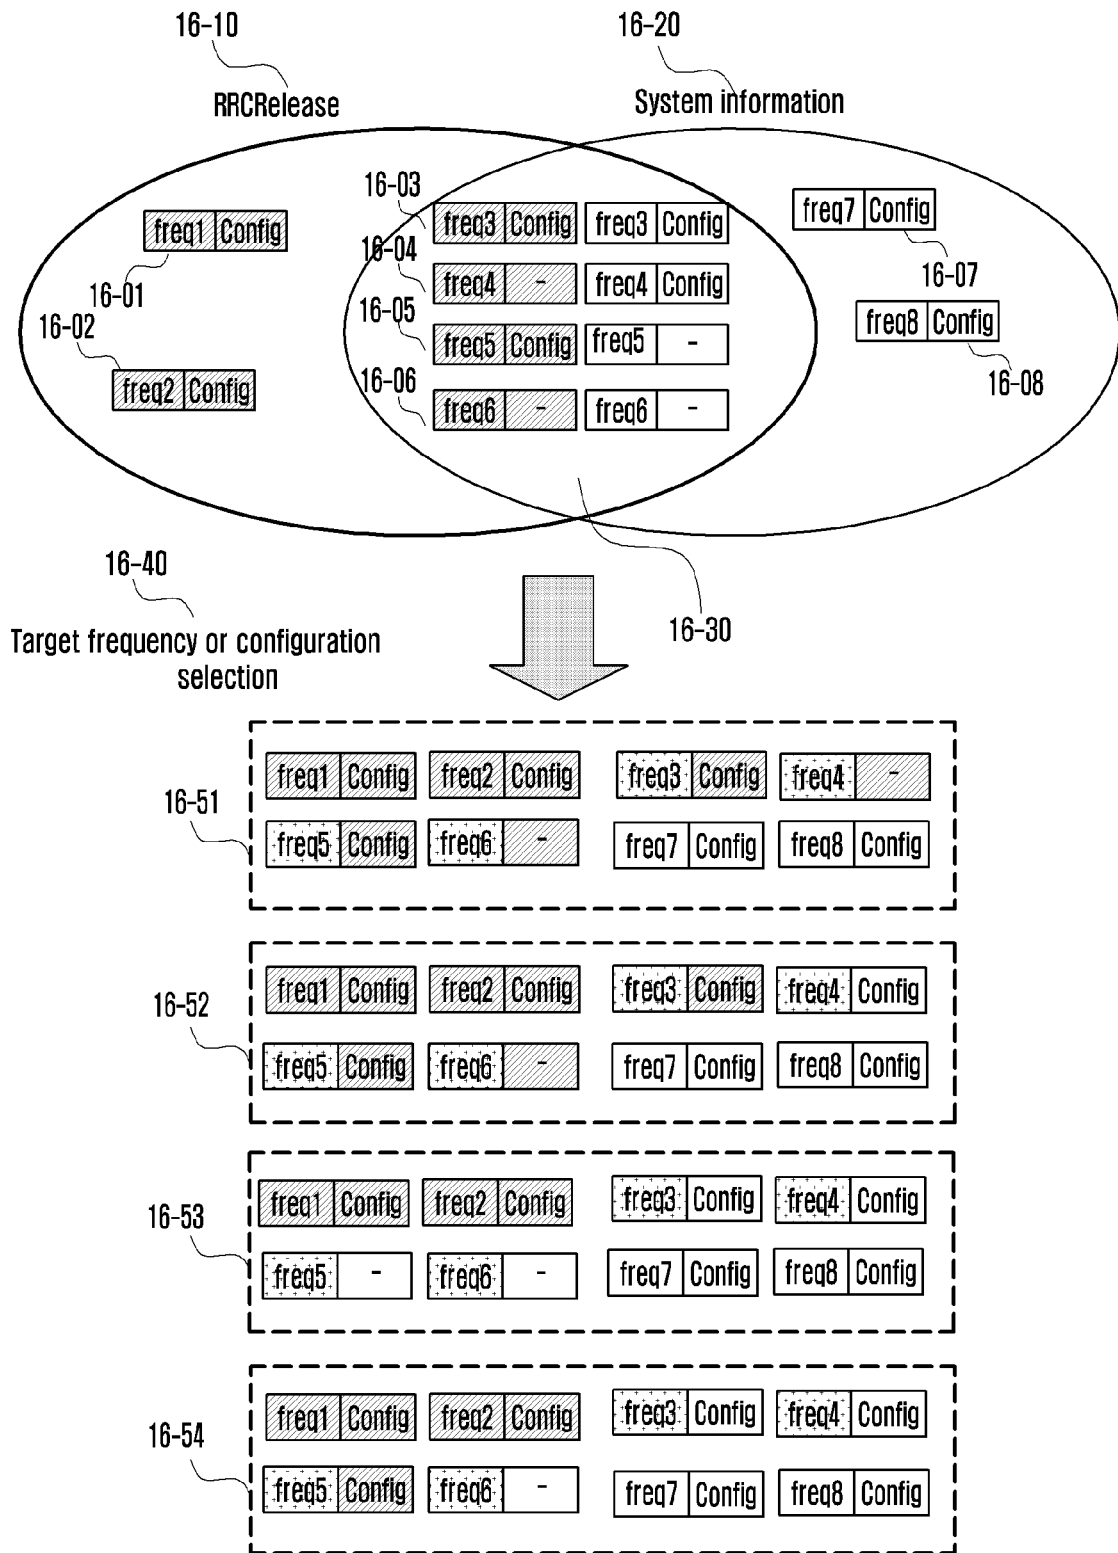 16-10
16-20
RRCRelease
System information
16-03
freq1 Config
freq3 Config freq3 Config
freq7 Config
16-04
16-01
freq4 - freq4 Config
16-07
16-05
16-02
freq5 Config freq5 -
freq8 Config
16-06
16-08
freq2 Config
freq6 - freq6 -
16-40
16-30
Target frequency or configuration
selection
freq1 Config freq2 Config freq3 Config freq4 -
16-51
freq5 Config freq6 - freq7 Config freq8 Config
freq1 Config freq2 Config freq3 Config freq4 Config
16-52
freq5 Config freq6 - freq7 Config freq8 Config
freq1 Config freq2 Config freq3 Config freq4 Config
16-53
freq5 - freq6 - freq7 Config freq8 Config
freq1 Config freq2 Config freq3 Config freq4 Config
16-54
freq5 Config freq6 - freq7 Config freq8 Config